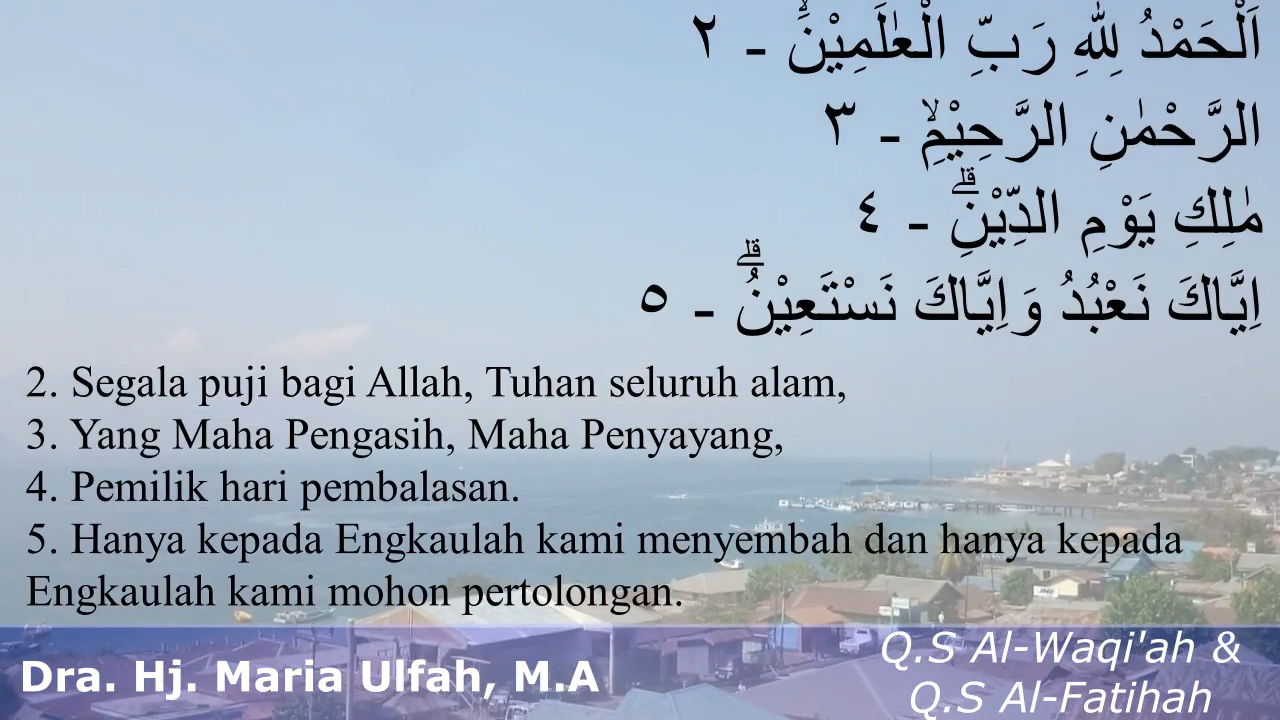 اَلْحَمْدُ لِلّٰهِ رَبِّ الْعٰلَمِيْنَۙ - ٢
الرَّحْمٰنِ الرَّحِيْمِۙ - ٣
مٰلِكِ يَوْمِ الدِّيْنِۗ - ٤
اِيَّاكَ نَعْبُدُ وَاِيَّاكَ نَسْتَعِيْنُۗ - ٥
2. Segala puji bagi Allah, Tuhan seluruh alam,
3. Yang Maha Pengasih, Maha Penyayang,
4. Pemilik hari pembalasan.
5. Hanya kepada Engkaulah kami menyembah dan hanya kepada
Engkaulah kami mohon pertolongan.
Dra. Hj. Maria Ulfah, M.A
Q.S Al-Waqi'ah &
Q.S Al-Fatihah